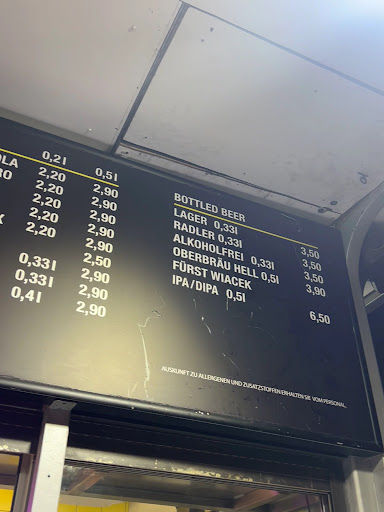 LA 0,2l 0,5l
RO 2,20 2,90
2,20 2,90
2,20 2,90
2,20 2,90
K 2,20 2,90
2,50
0,33l 2,90
0,33l 2,90
0,4l 2,90
BOTTLED BEER
LAGER 0,33l 3,50
RADLER 0,33l 3,50
ALKOHOLFREI 0,33l 3,50
OBERBRÄU HELL 0,5l 3,90
FÜRST WIACEK
IPA/DIPA 0,5l 6,50
AUSKUNFT ZU ALLERGENEN UND ZUSATZSTOFFEN ERHALTEN SIE VOM PERSONAL.